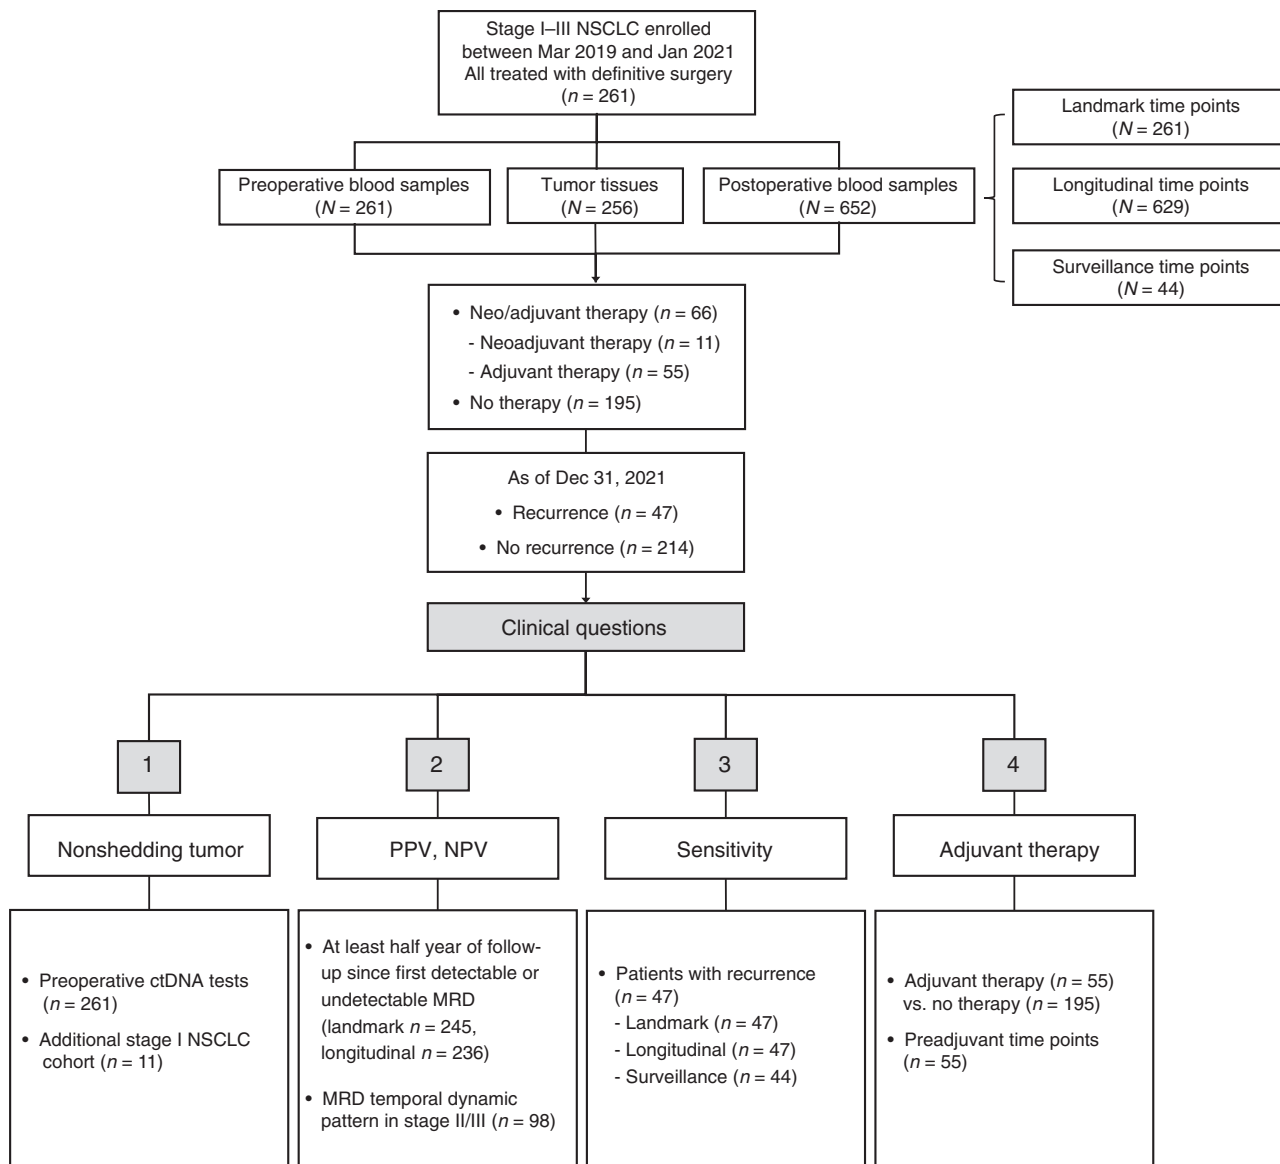 Stage I–III NSCLC enrolled
between Mar 2019 and Jan 2021
All treated with definitive surgery
(n = 261)
Landmark time points
(N = 261)
Preoperative blood samples
(N = 261)
Tumor tissues
(N = 256)
Postoperative blood samples
(N = 652)
Longitudinal time points
(N = 629)
Surveillance time points
(N = 44)
• Neo/adjuvant therapy (n = 66)
- Neoadjuvant therapy (n = 11)
- Adjuvant therapy (n = 55)
• No therapy (n = 195)
As of Dec 31, 2021
• Recurrence (n = 47)
• No recurrence (n = 214)
Clinical questions
1
2
3
4
Nonshedding tumor
PPV, NPV
Sensitivity
Adjuvant therapy
• Preoperative ctDNA tests
(n = 261)
• Additional stage I NSCLC
cohort (n = 11)
• At least half year of follow-
up since first detectable or
undetectable MRD
(landmark n = 245,
longitudinal n = 236)
• MRD temporal dynamic
pattern in stage II/III (n = 98)
• Patients with recurrence
(n = 47)
- Landmark (n = 47)
- Longitudinal (n = 47)
- Surveillance (n = 44)
• Adjuvant therapy (n = 55)
vs. no therapy (n = 195)
• Preadjuvant time points
(n = 55)